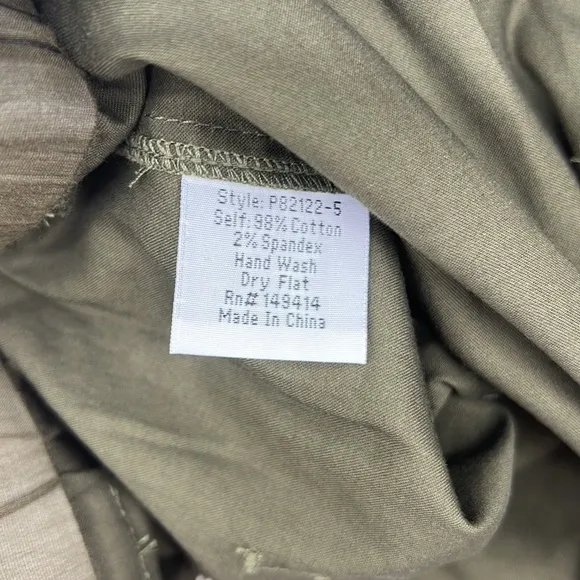 Style: P82122-5
Self: 98% Cotton
2% Spandex
Hand Wash
Dry Flat
Rn# 149414
Made In China